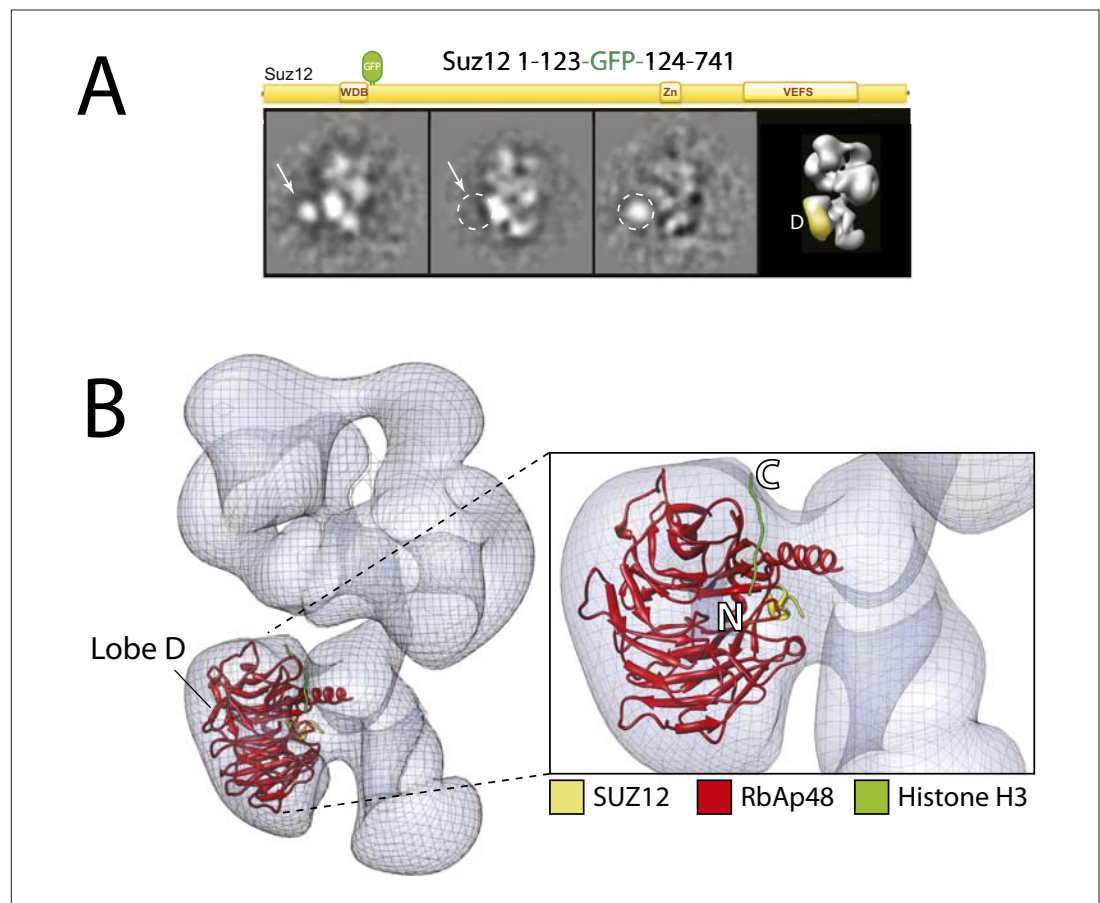 A
Suz12 1-123-GFP-124-741
GFP
Suz12
WDB
Zn
VEFS
D
B
Lobe D
C
N
SUZ12
RbAp48
Histone H3